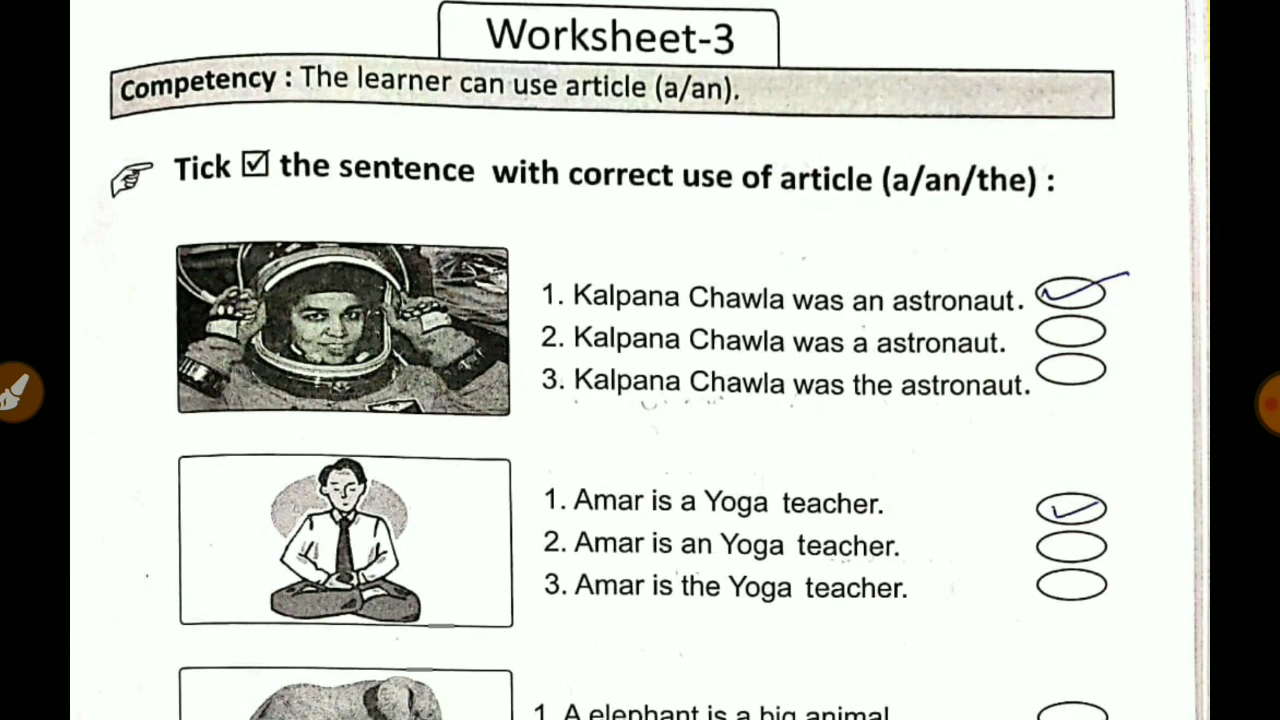 Worksheet-3
Competency : The learner can use article (a/an).
Tick ☑ the sentence with correct use of article (a/an/the) :
1. Kalpana Chawla was an astronaut.
2. Kalpana Chawla was a astronaut.
3. Kalpana Chawla was the astronaut.
1. Amar is a Yoga teacher.
2. Amar is an Yoga teacher.
3. Amar is the Yoga teacher.
1. A elephant is a big animal.